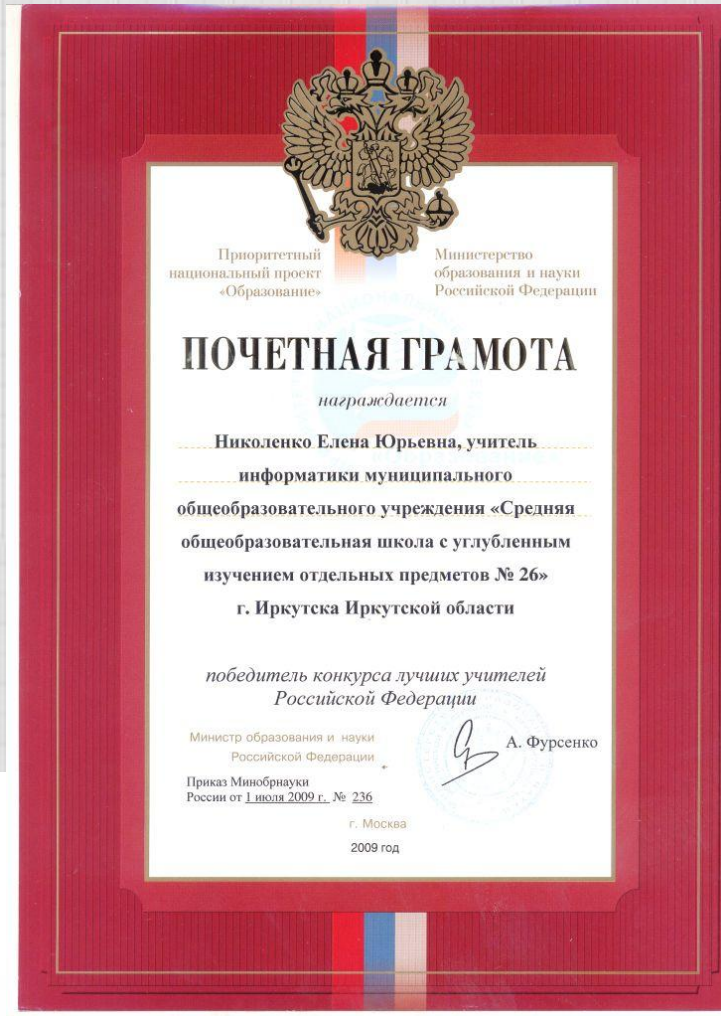 Приоритетный
национальный проект
«Образование»
Министерство
образования и науки
Российской Федерации
ПОЧЕТНАЯ ГРАМОТА
награждается
Николенко Елена Юрьевна, учитель
информатики муниципального
общеобразовательного учреждения «Средняя
общеобразовательная школа с углубленным
изучением отдельных предметов № 26»
г. Иркутска Иркутской области
победитель конкурса лучших учителей
Российской Федерации
Министр образования и науки
Российской Федерации
А. Фурсенко
Приказ Минобрнауки
России от 1 июля 2009 г. № 236
г. Москва
2009 год